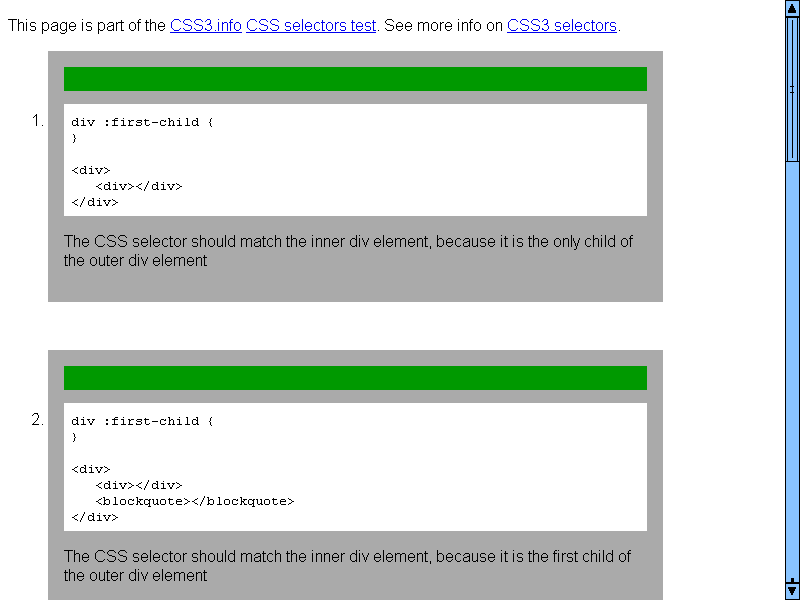 This page is part of the CSS3.info CSS selectors test. See more info on CSS3 selectors.
1.
div :first-child {
}
<div>
<div></div>
</div>
The CSS selector should match the inner div element, because it is the only child of
the outer div element
2.
div :first-child {
}
<div>
<div></div>
<blockquote></blockquote>
</div>
The CSS selector should match the inner div element, because it is the first child of
the outer div element